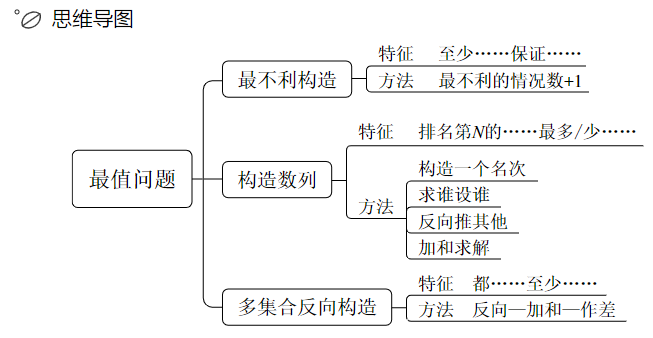 思维导图
最值问题
最不利构造
特征 至少……保证……
方法 最不利的情况数+1
构造数列
特征 排名第N的……最多/少……
方法
构造一个名次
求谁设谁
反向推其他
加和求解
多集合反向构造
特征 都……至少……
方法 反向—加和—作差